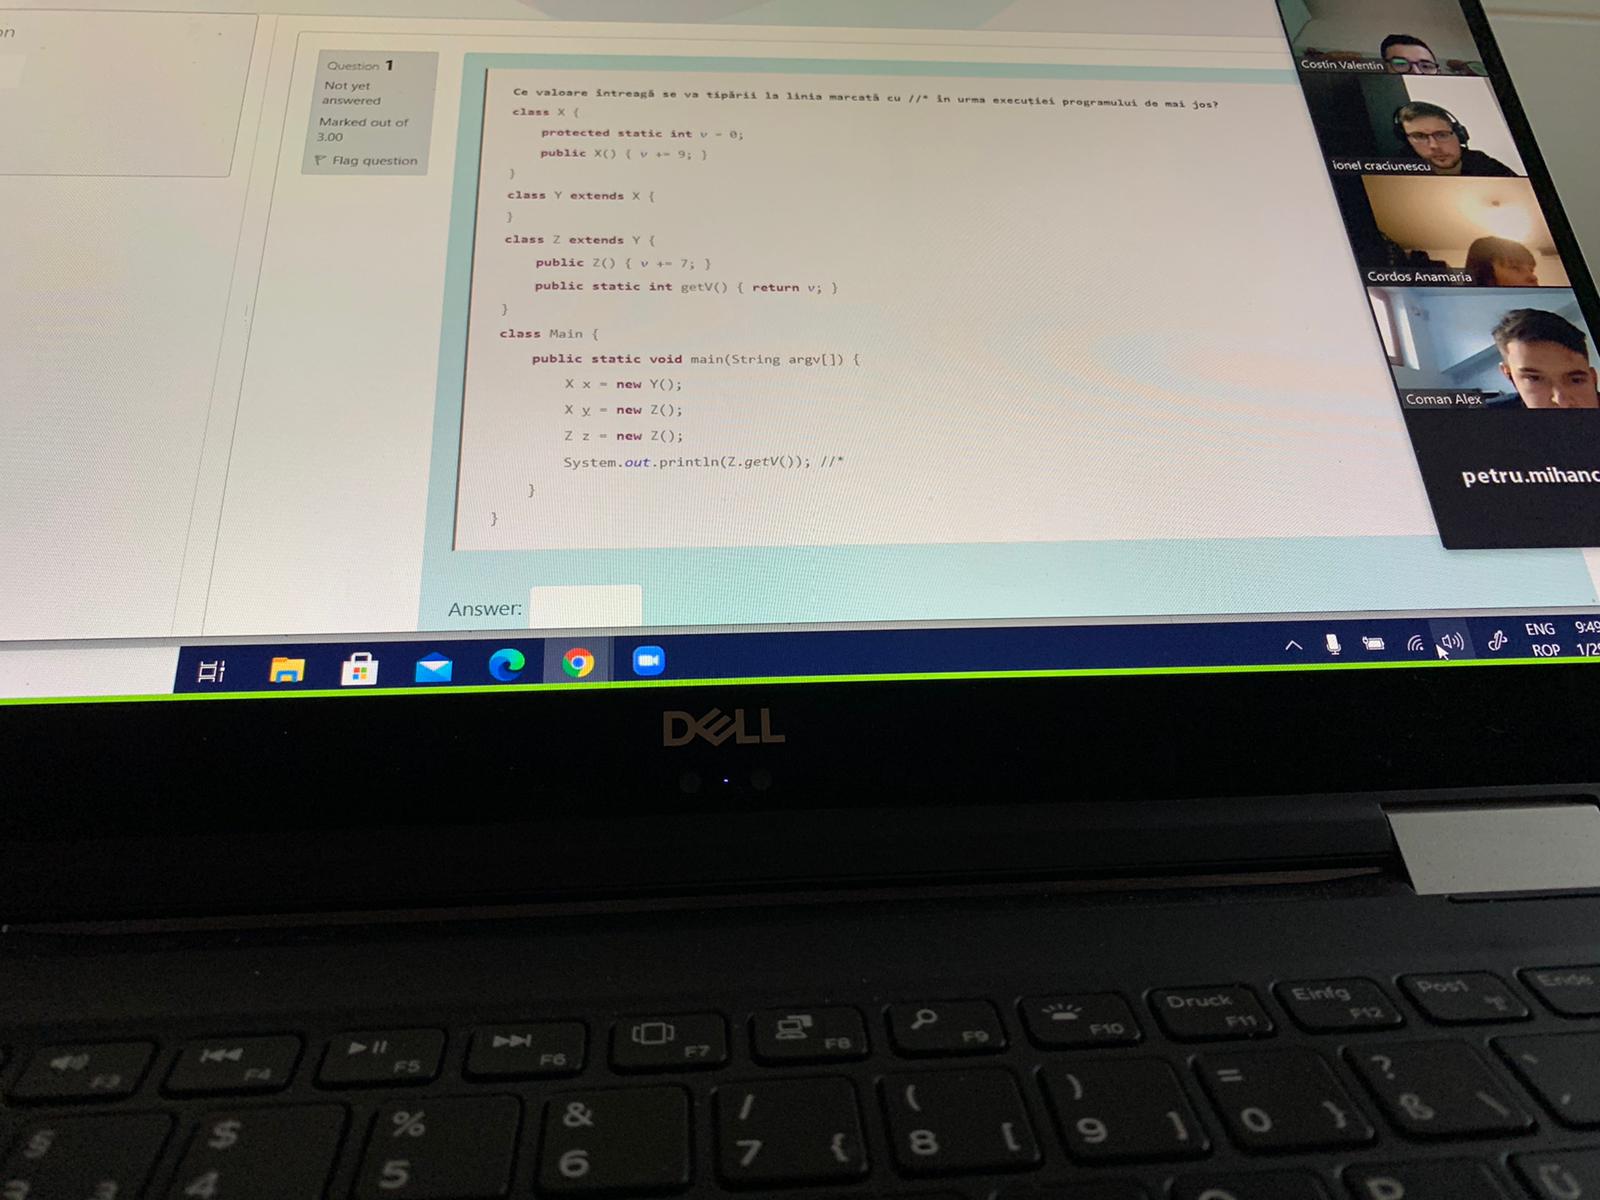 on
Question 1
Not yet
answered
Marked out of
3.00
Flag question
Ce valoare întreagă se va tipării la linia marcată cu //* în urma execuției programului de mai jos?
class X {
protected static int v = 0;
public X() { v += 9; }
}
class Y extends X {
}
class Z extends Y {
public Z() { v += 7; }
public static int getV() { return v; }
}
class Main {
public static void main(String argv[]) {
X x = new Y();
X y = new Z();
Z z = new Z();
System.out.println(Z.getV()); //*
}
}
Answer:
Costin Valentin
ionel craciunescu
Cordos Anamaria
Coman Alex
petru.mihanc
ENG
ROP
9:49
1/2
DELL
F3
F4
F5
F6
F7
F8
F9
F10
Druck
F11
Einfg
F12
Post
Ende
§
3
$
4
%
5
&
6
/
7 {
(
8 [
)
9 ]
=
0 }
?
ß \